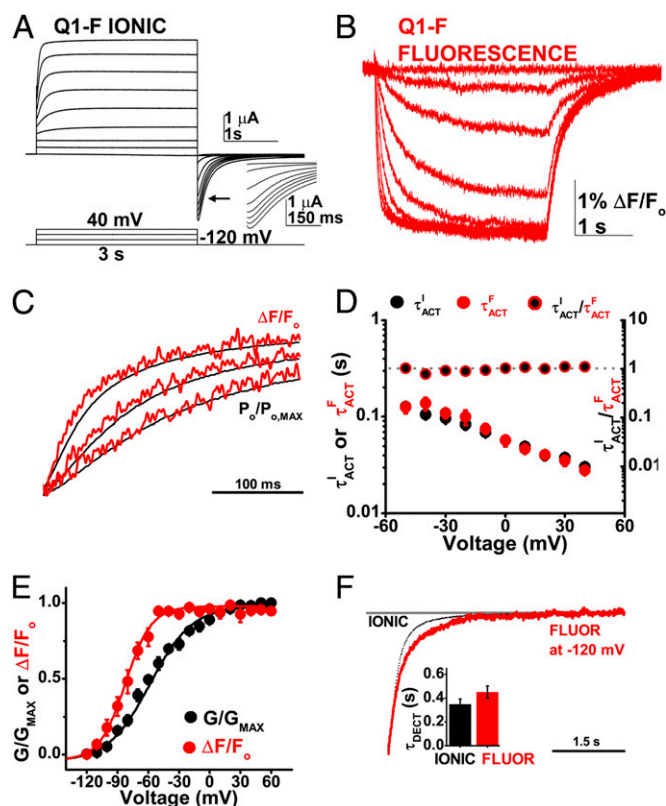 A
Q1-F IONIC
1 µA
1s
1 µA
150 ms
40 mV
-120 mV
3 s
B
Q1-F
FLUORESCENCE
1% ΔF/Fo
1 s
C
ΔF/Fo
Po/Po,MAX
100 ms
D
τIACT τFACT τIACT/τFACT
τIACT or τFACT (s)
1 10
0.1 1
0.1
0.01 0.01
τIACT/τFACT
-60 -30 0 30 60
Voltage (mV)
E
G/GMAX or ΔF/Fo
1.0
0.5
0.0
G/GMAX
ΔF/Fo
-120 -90 -60 -30 0 30 60
Voltage (mV)
F
IONIC
FLUOR
at -120 mV
τDECT (s)
0.6
0.4
0.2
0.0
IONIC FLUOR
1.5 s